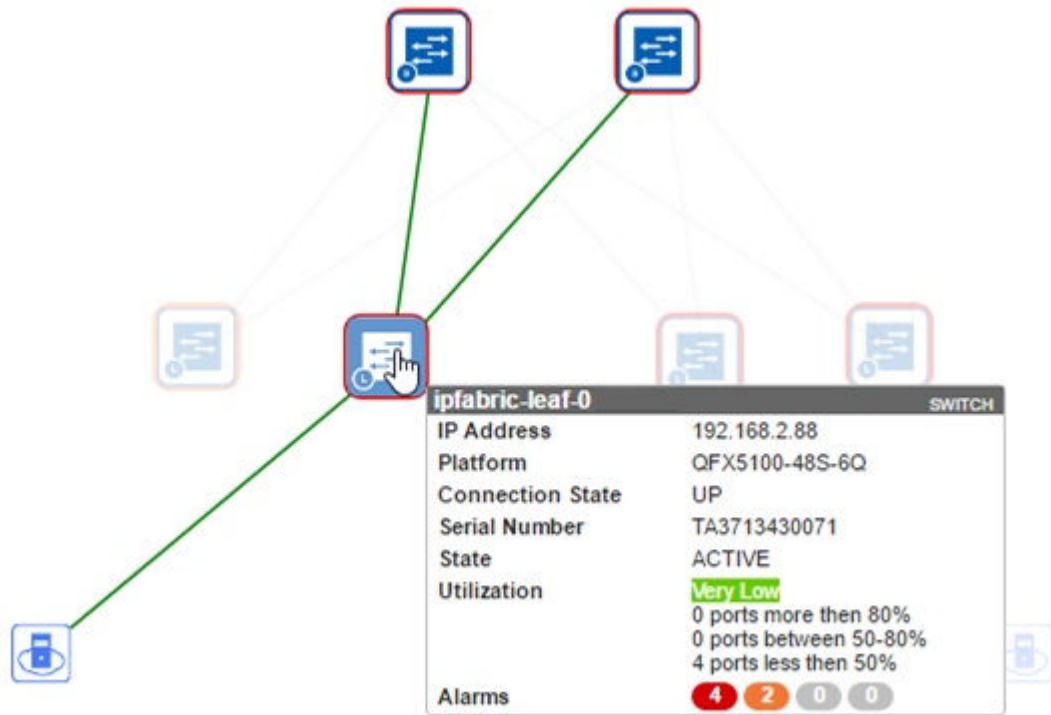 S
S
L
L
L
L
ipfabric-leaf-0 SWITCH
IP Address 192.168.2.88
Platform QFX5100-48S-6Q
Connection State UP
Serial Number TA3713430071
State ACTIVE
Utilization Very Low
0 ports more then 80%
0 ports between 50-80%
4 ports less then 50%
Alarms 4 2 0 0